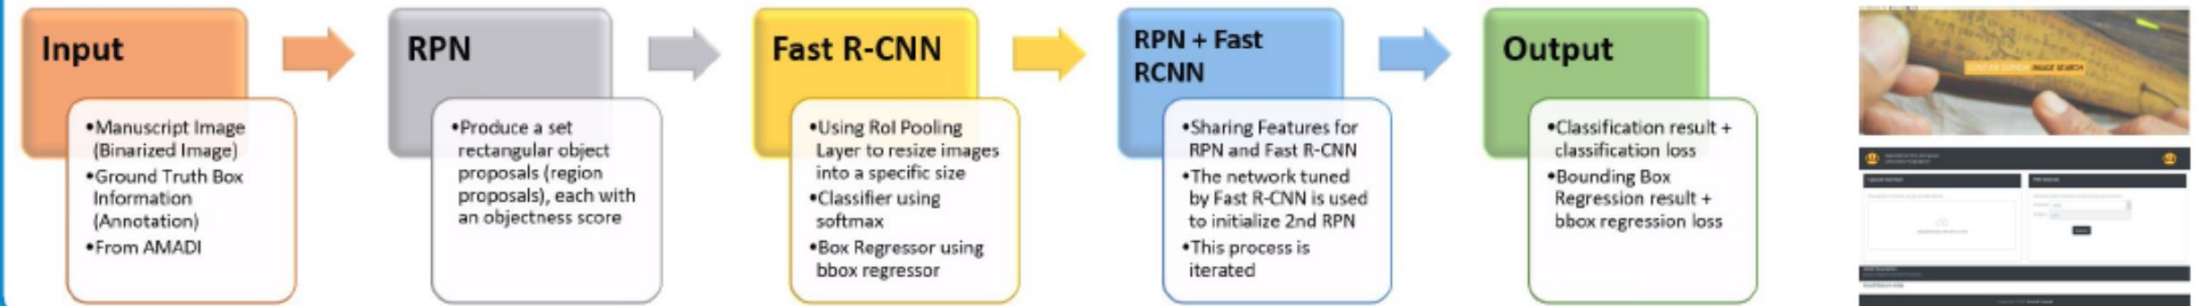 Input
•Manuscript Image
(Binarized Image)
•Ground Truth Box
Information
(Annotation)
•From AMADI
RPN
•Produce a set
rectangular object
proposals (region
proposals), each with
an objectness score
Fast R-CNN
•Using RoI Pooling
Layer to resize images
into a specific size
•Classifier using
softmax
•Box Regressor using
bbox regressor
RPN + Fast
RCNN
•Sharing Features for
RPN and Fast R-CNN
•The network tuned
by Fast R-CNN is used
to initialize 2nd RPN
•This process is
iterated
Output
•Classification result +
classification loss
•Bounding Box
Regression result +
bbox regression loss
IMAGE SEARCH